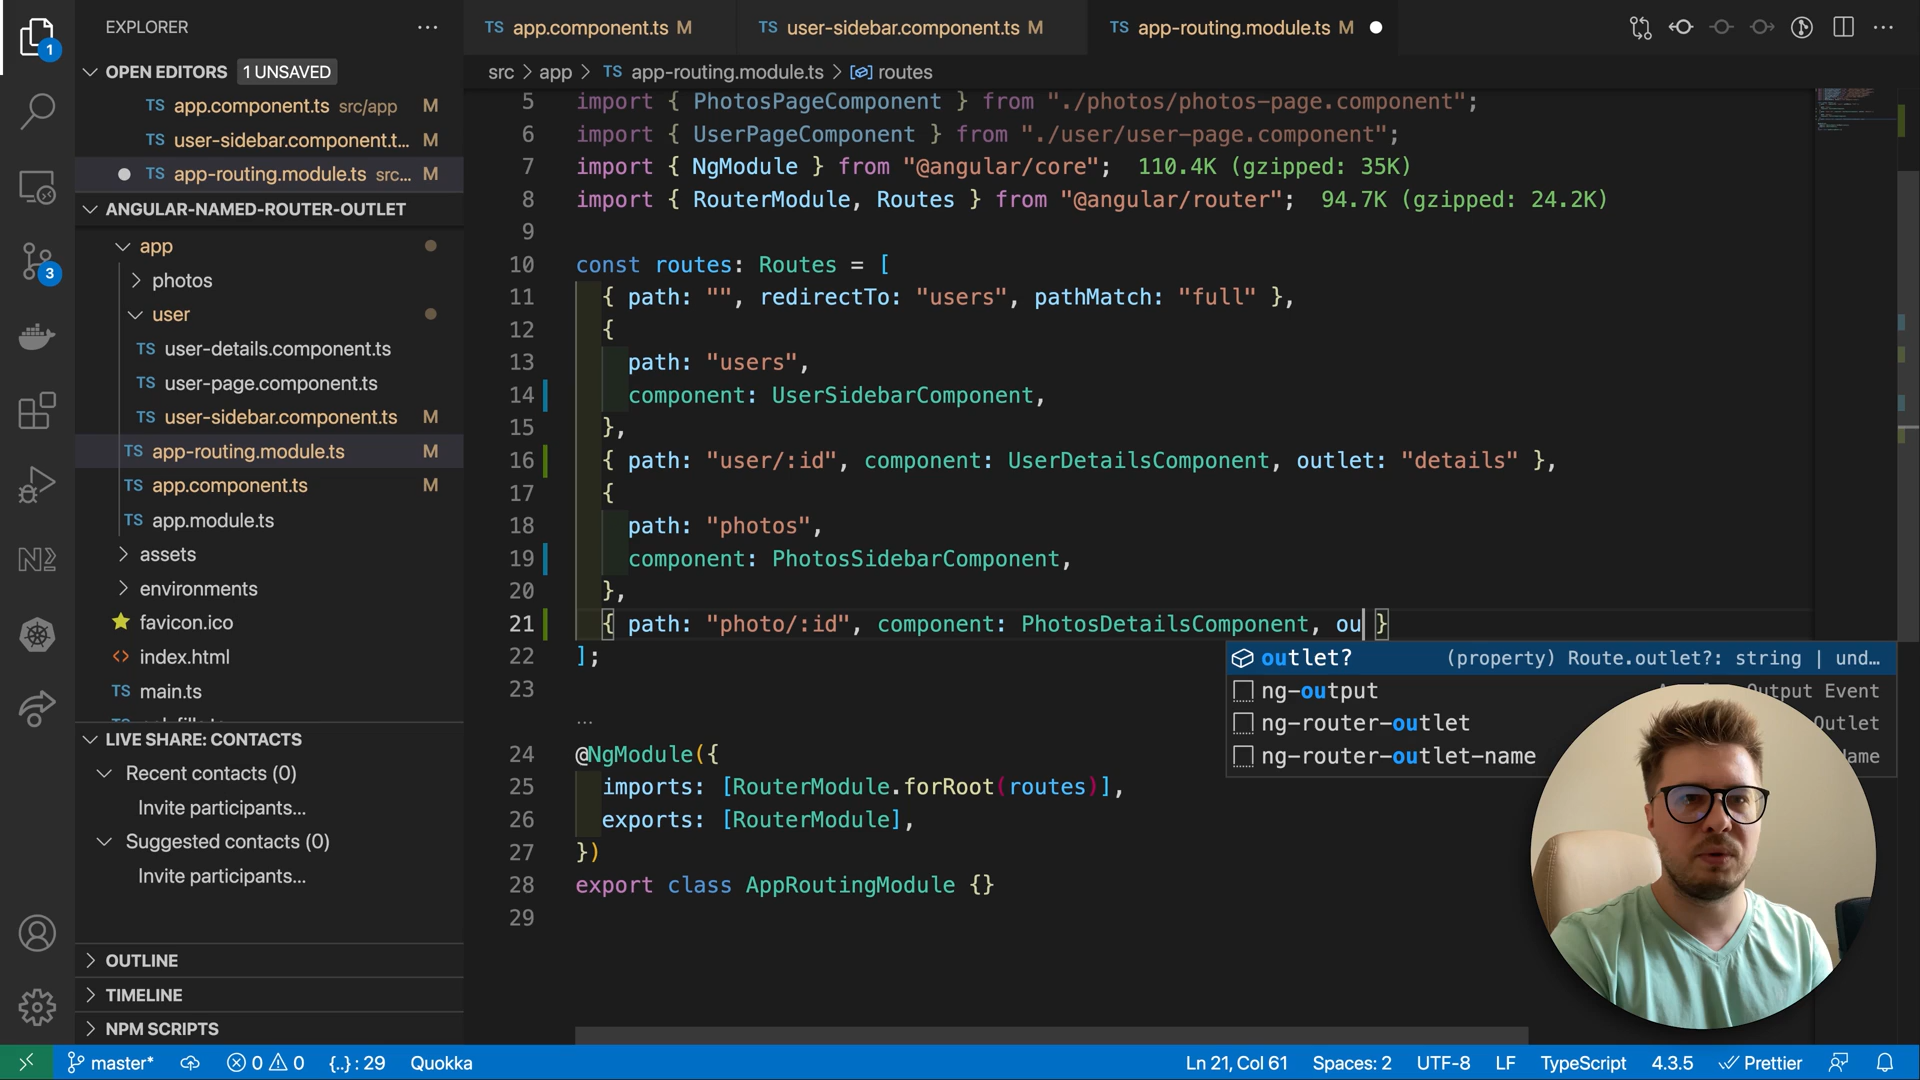 EXPLORER
OPEN EDITORS 1 UNSAVED
TS app.component.ts src/app M
TS user-sidebar.component.t... M
TS app-routing.module.ts src... M
ANGULAR-NAMED-ROUTER-OUTLET
app
photos
user
TS user-details.component.ts
TS user-page.component.ts
TS user-sidebar.component.ts M
TS app-routing.module.ts M
TS app.component.ts M
TS app.module.ts
assets
environments
favicon.ico
index.html
TS main.ts
LIVE SHARE: CONTACTS
Recent contacts (0)
Invite participants...
Suggested contacts (0)
Invite participants...
OUTLINE
TIMELINE
NPM SCRIPTS
1
3
TS app.component.ts M
TS user-sidebar.component.ts M
TS app-routing.module.ts M
src > app > TS app-routing.module.ts > routes
5 import { PhotosPageComponent } from "./photos/photos-page.component";
6 import { UserPageComponent } from "./user/user-page.component";
7 import { NgModule } from "@angular/core"; 110.4K (gzipped: 35K)
8 import { RouterModule, Routes } from "@angular/router"; 94.7K (gzipped: 24.2K)
9
10 const routes: Routes = [
11 { path: "", redirectTo: "users", pathMatch: "full" },
12 {
13 path: "users",
14 component: UserSidebarComponent,
15 },
16 { path: "user/:id", component: UserDetailsComponent, outlet: "details" },
17 {
18 path: "photos",
19 component: PhotosSidebarComponent,
20 },
21 { path: "photo/:id", component: PhotosDetailsComponent, ou }
22 ];
23
...
24 @NgModule({
25 imports: [RouterModule.forRoot(routes)],
26 exports: [RouterModule],
27 })
28 export class AppRoutingModule {}
29
outlet? (property) Route.outlet?: string | und...
ng-output Output Event
ng-router-outlet Outlet
ng-router-outlet-name
master* 0 0 {..} : 29 Quokka
Ln 21, Col 61 Spaces: 2 UTF-8 LF TypeScript 4.3.5 Prettier